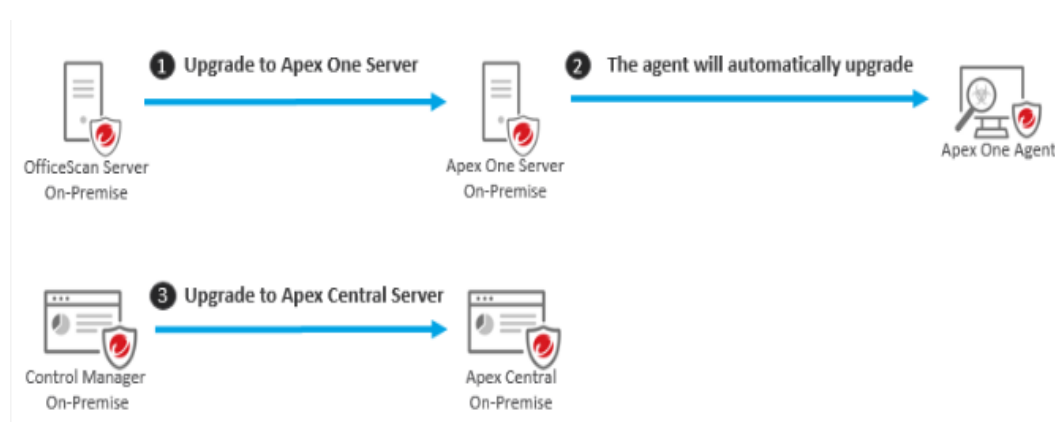 1 Upgrade to Apex One Server
2 The agent will automatically upgrade
OfficeScan Server
On-Premise
Apex One Server
On-Premise
Apex One Agent
3 Upgrade to Apex Central Server
Control Manager
On-Premise
Apex Central
On-Premise